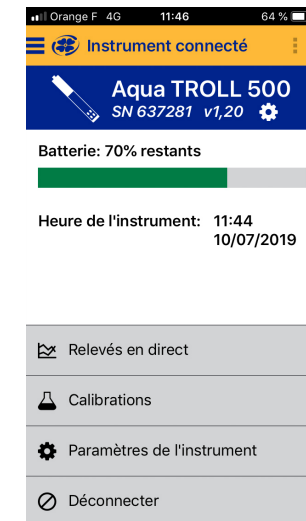 Orange F 4G 11:46 64 %
Instrument connecté
Aqua TROLL 500
SN 637281 v1,20
Batterie: 70% restants
Heure de l'instrument: 11:44
10/07/2019
Relevés en direct
Calibrations
Paramètres de l'instrument
Déconnecter